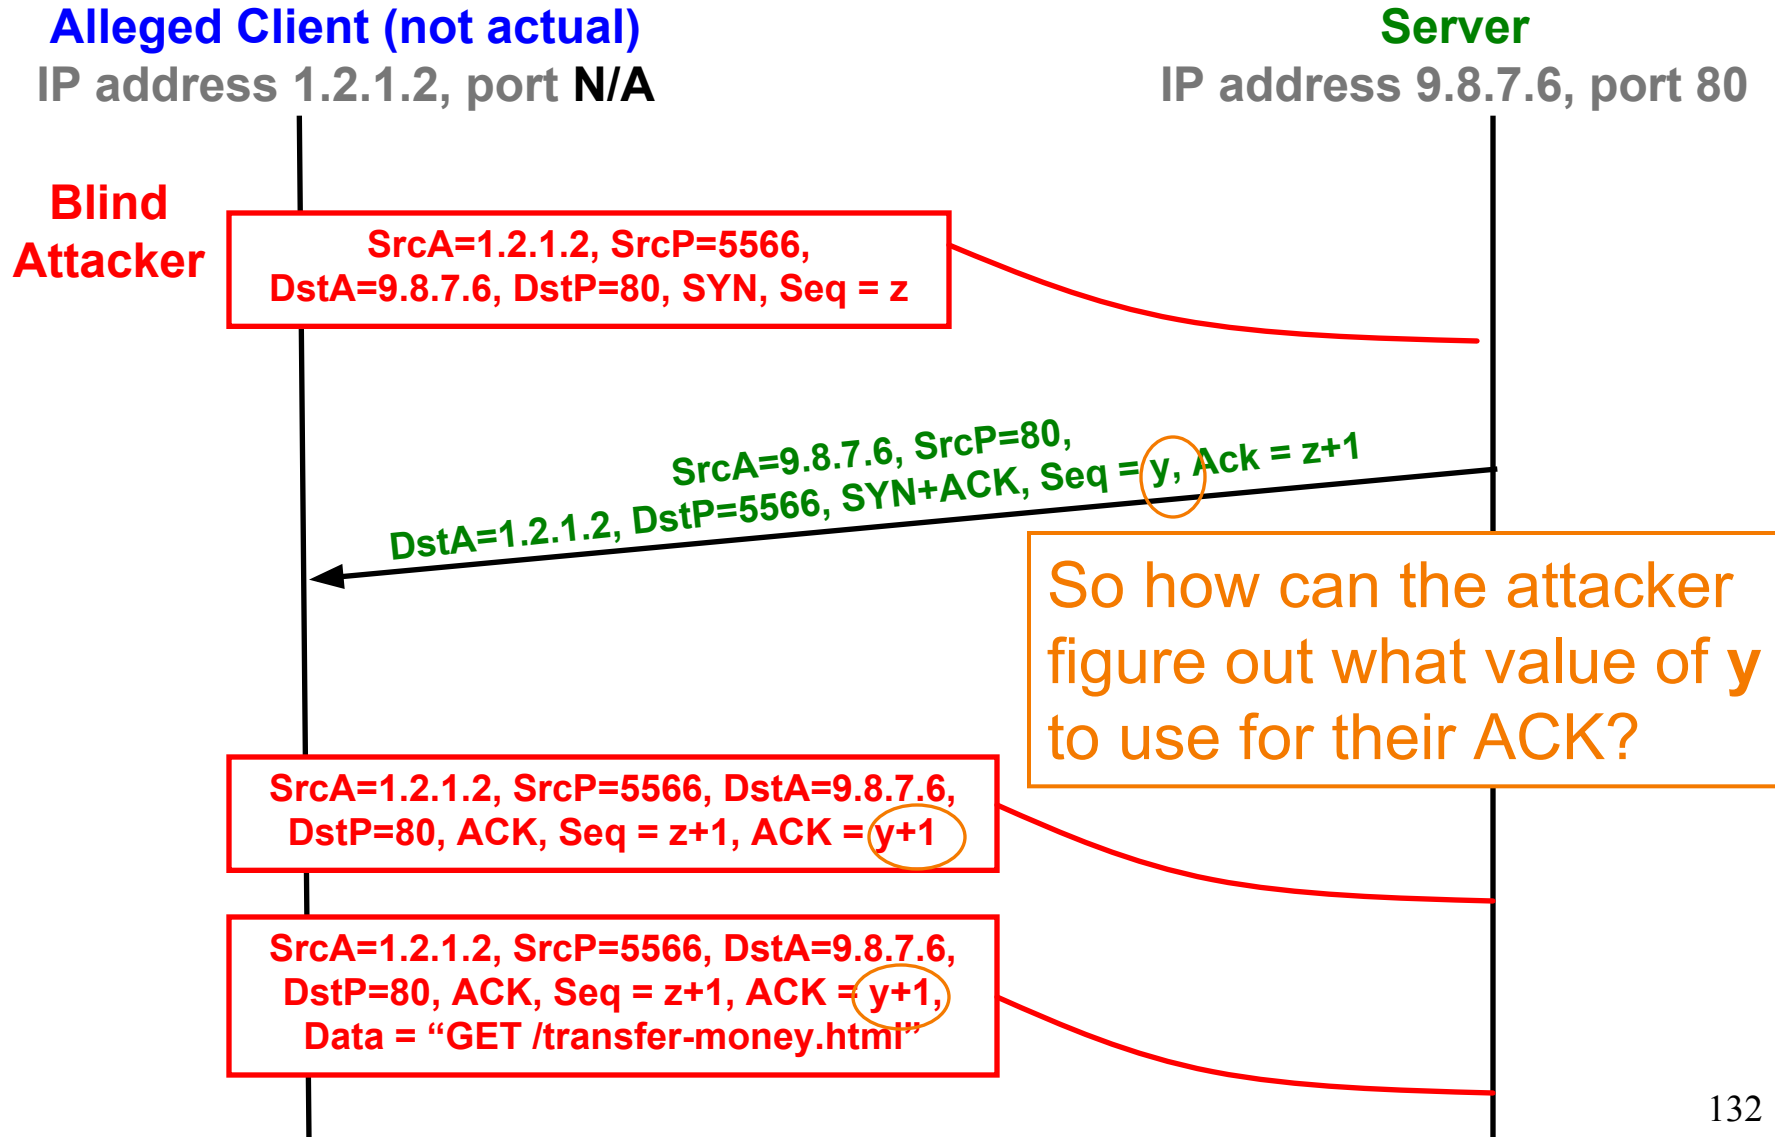 Alleged Client (not actual)
IP address 1.2.1.2, port N/A
Server
IP address 9.8.7.6, port 80
Blind
Attacker
SrcA=1.2.1.2, SrcP=5566,
DstA=9.8.7.6, DstP=80, SYN, Seq = z
SrcA=9.8.7.6, SrcP=80,
DstA=1.2.1.2, DstP=5566, SYN+ACK, Seq = y, Ack = z+1
So how can the attacker
figure out what value of y
to use for their ACK?
SrcA=1.2.1.2, SrcP=5566, DstA=9.8.7.6,
DstP=80, ACK, Seq = z+1, ACK = y+1
SrcA=1.2.1.2, SrcP=5566, DstA=9.8.7.6,
DstP=80, ACK, Seq = z+1, ACK = y+1,
Data = “GET /transfer-money.html”
132